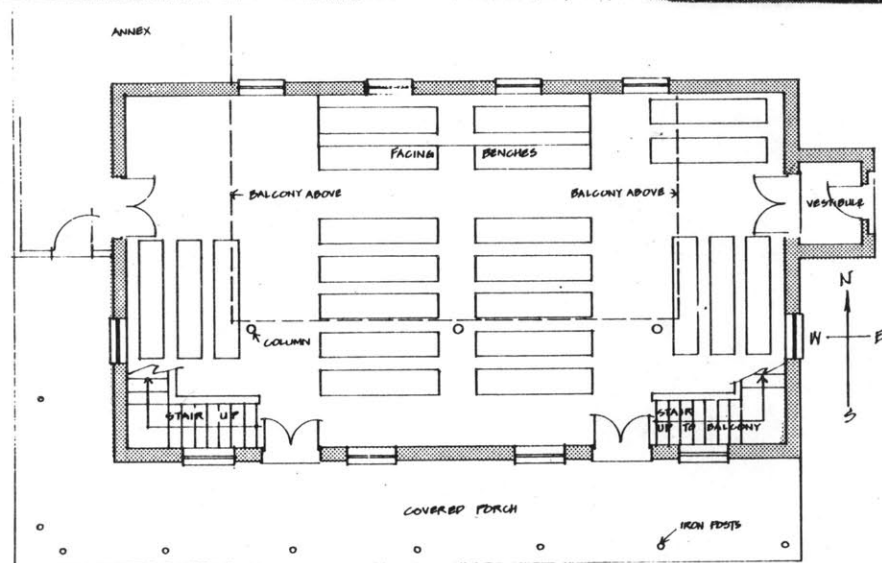 ANNEX
FACING BENCHES
BALCONY ABOVE
BALCONY ABOVE
VESTIBULE
N
W E
S
COLUMN
STAIR UP
STAIR
UP TO BALCONY
COVERED PORCH
IRON POSTS